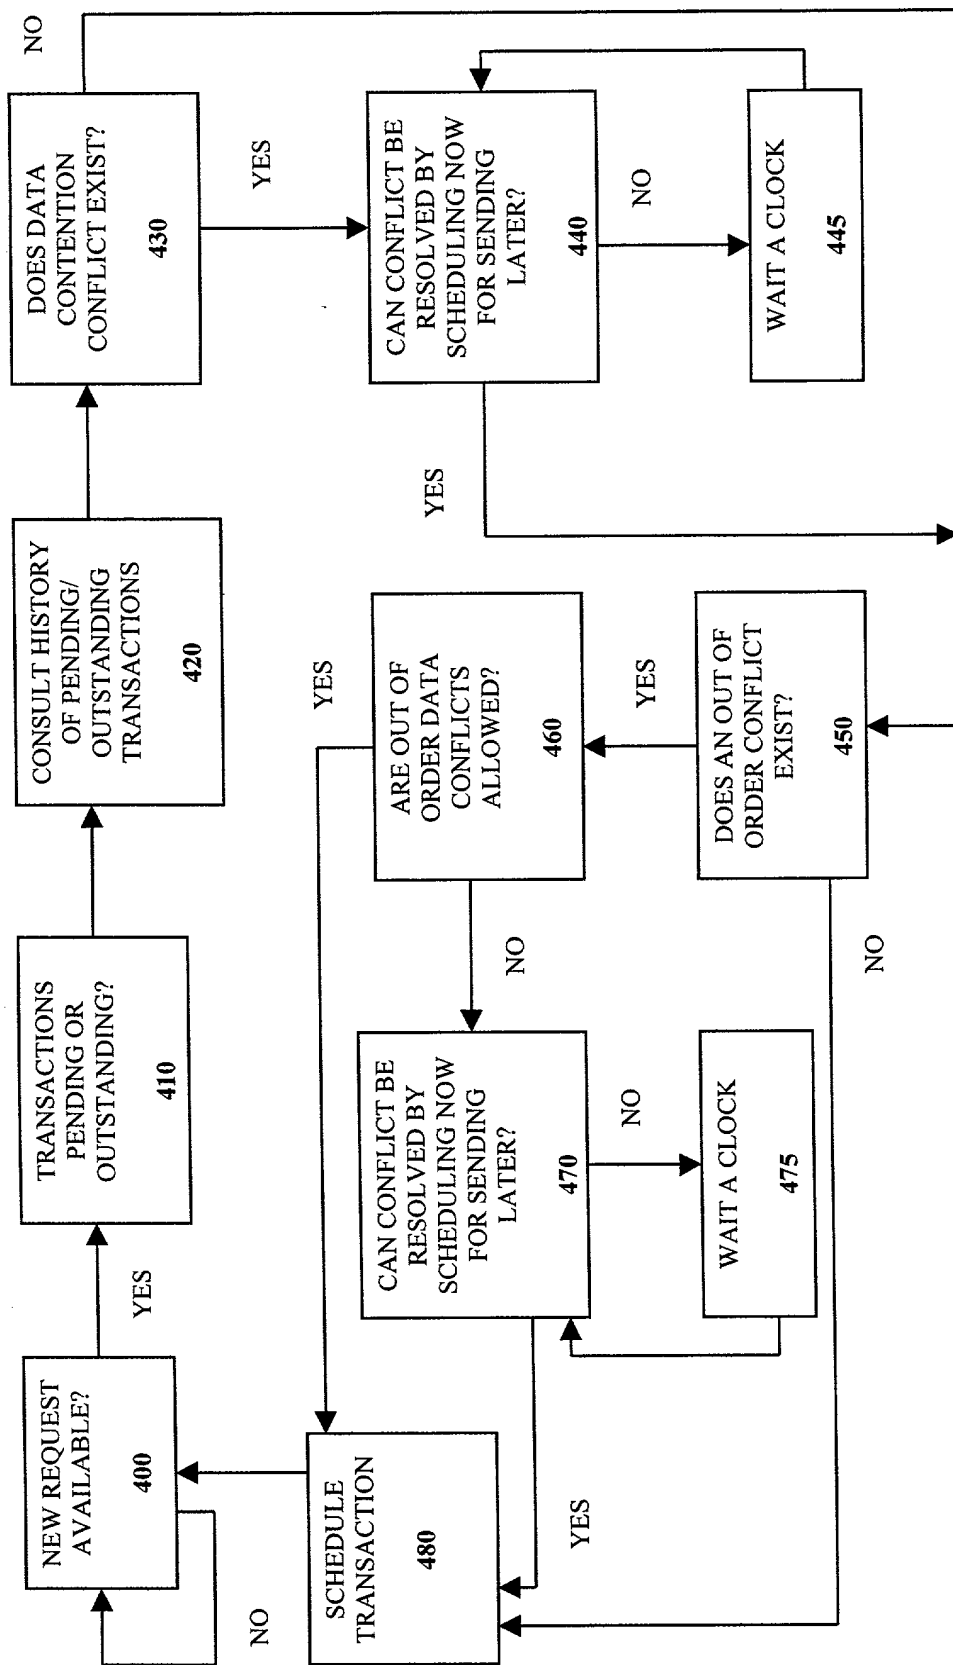 NEW REQUEST
AVAILABLE?
400
NO
YES
TRANSACTIONS
PENDING OR
OUTSTANDING?
410
CONSULT HISTORY
OF PENDING/
OUTSTANDING
TRANSACTIONS
420
DOES DATA
CONTENTION
CONFLICT EXIST?
430
NO
YES
CAN CONFLICT BE
RESOLVED BY
SCHEDULING NOW
FOR SENDING
LATER?
440
YES
NO
WAIT A CLOCK
445
DOES AN OUT OF
ORDER CONFLICT
EXIST?
450
YES
NO
ARE OUT OF
ORDER DATA
CONFLICTS
ALLOWED?
460
YES
NO
CAN CONFLICT BE
RESOLVED BY
SCHEDULING NOW
FOR SENDING
LATER?
470
NO
YES
WAIT A CLOCK
475
SCHEDULE
TRANSACTION
480